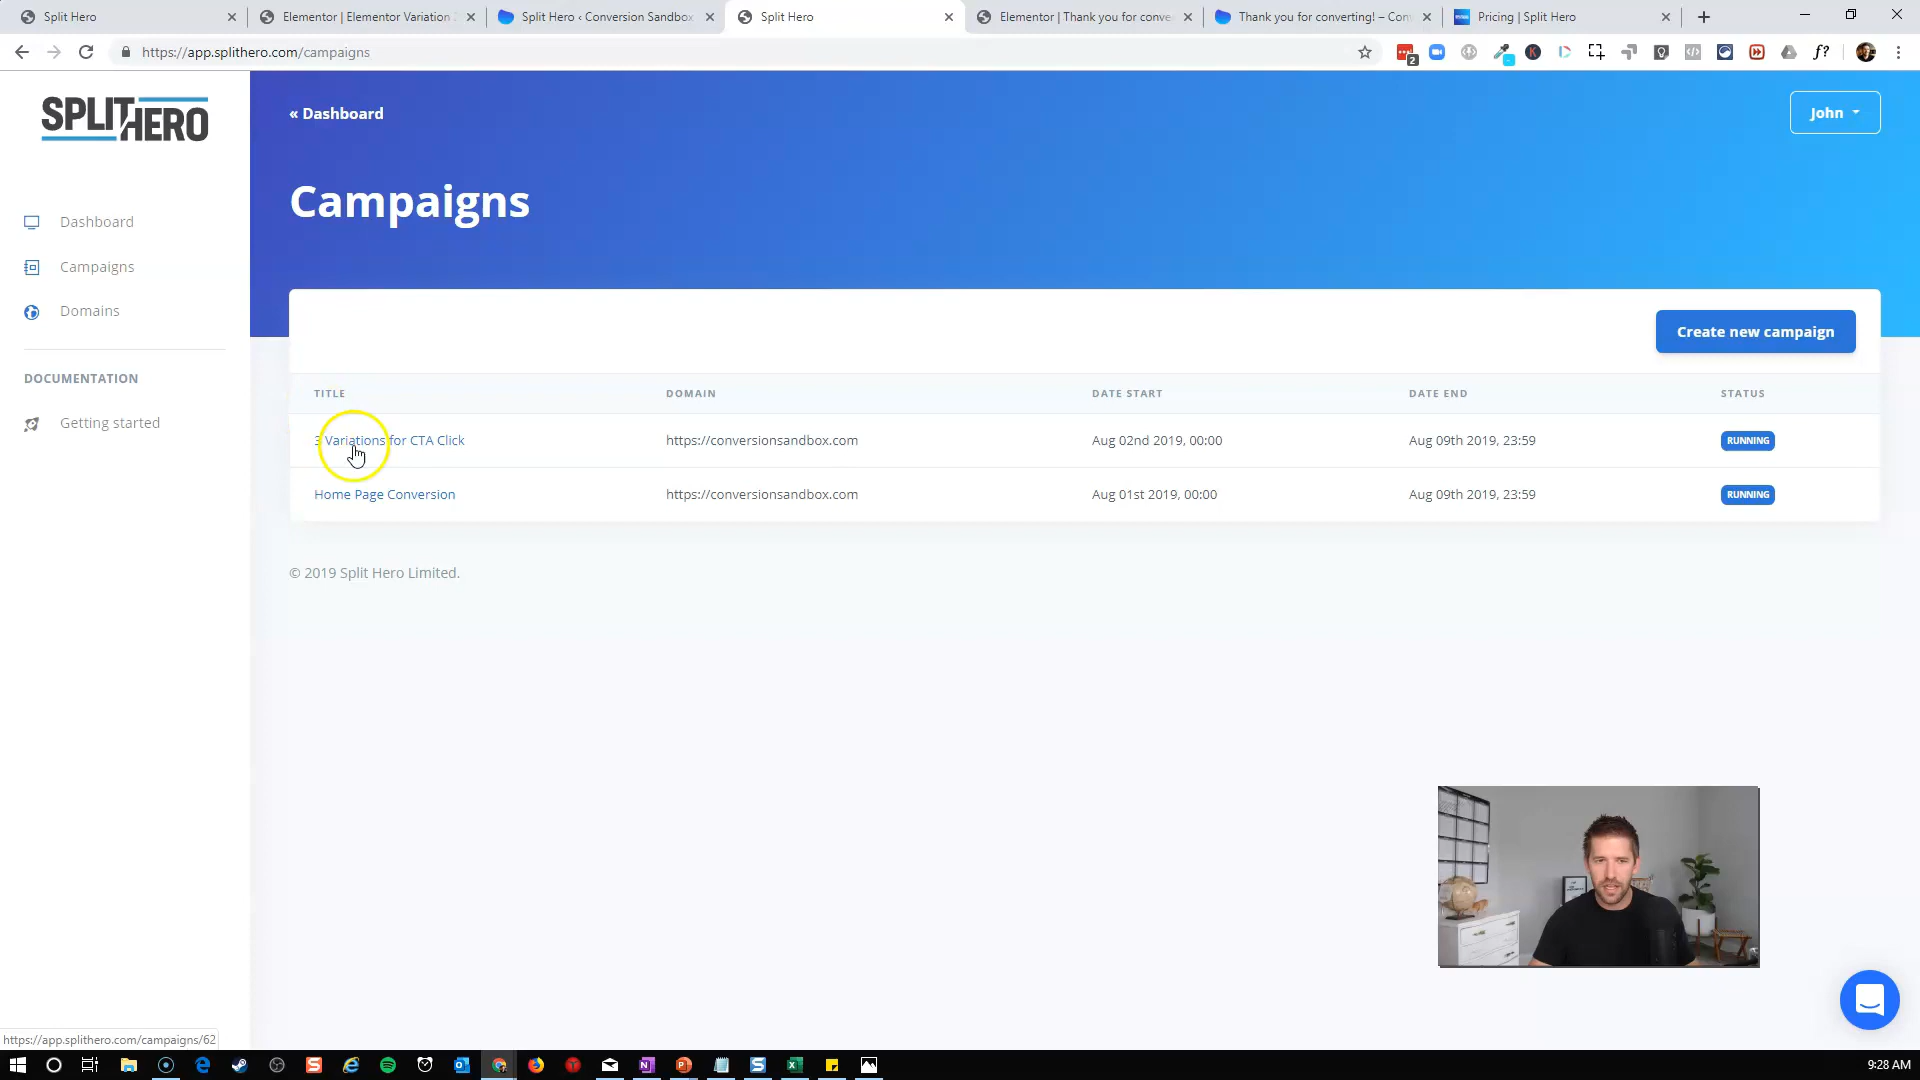 Split Hero
Elementor | Elementor Variation
Split Hero ‹ Conversion Sandbox
Split Hero
Elementor | Thank you for conve
Thank you for converting! – Con
Pricing | Split Hero
https://app.splithero.com/campaigns
2
f?
SPLITHERO
« Dashboard
John
Campaigns
Dashboard
Campaigns
Domains
DOCUMENTATION
Getting started
Create new campaign
TITLE DOMAIN DATE START DATE END STATUS
3 Variations for CTA Click https://conversionsandbox.com Aug 02nd 2019, 00:00 Aug 09th 2019, 23:59 RUNNING
Home Page Conversion https://conversionsandbox.com Aug 01st 2019, 00:00 Aug 09th 2019, 23:59 RUNNING
© 2019 Split Hero Limited.
https://app.splithero.com/campaigns/62
9:28 AM